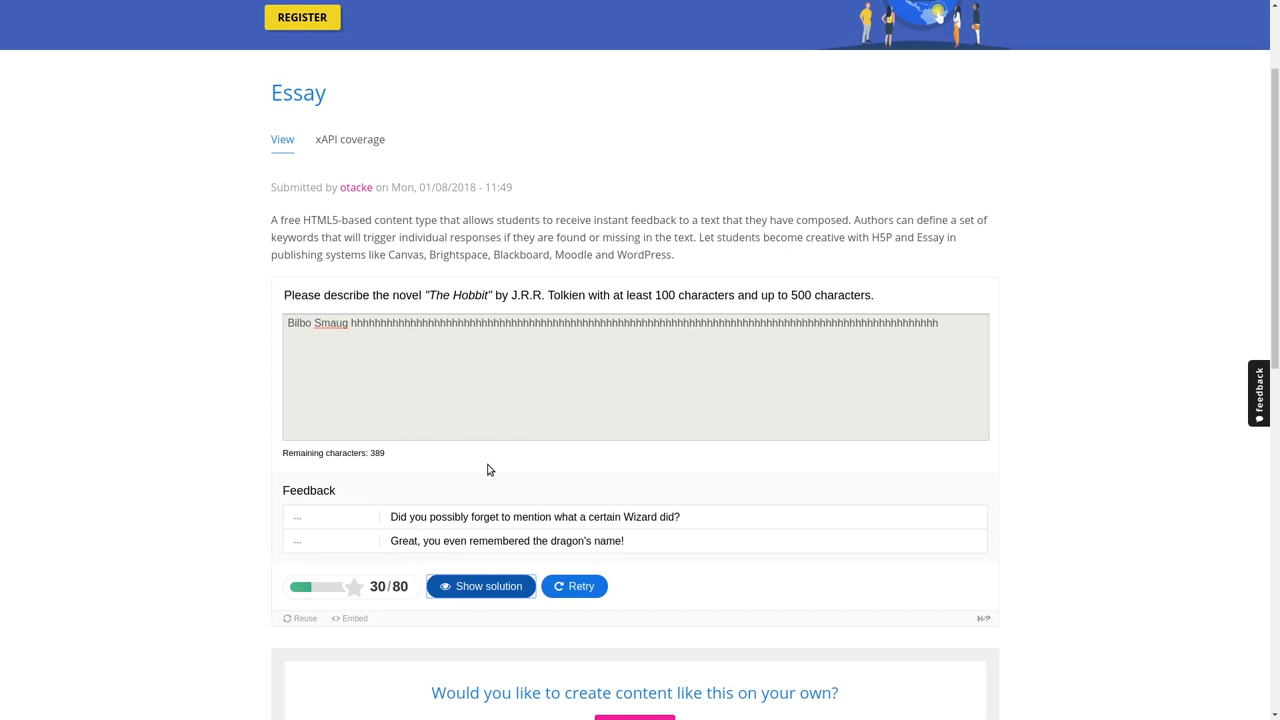 REGISTER
Essay
View
xAPI coverage
Submitted by otacke on Mon, 01/08/2018 - 11:49
A free HTML5-based content type that allows students to receive instant feedback to a text that they have composed. Authors can define a set of
keywords that will trigger individual responses if they are found or missing in the text. Let students become creative with H5P and Essay in
publishing systems like Canvas, Brightspace, Blackboard, Moodle and WordPress.
Please describe the novel "The Hobbit" by J.R.R. Tolkien with at least 100 characters and up to 500 characters.
Bilbo Smaug hhhhhhhhhhhhhhhhhhhhhhhhhhhhhhhhhhhhhhhhhhhhhhhhhhhhhhhhhhhhhhhhhhhhhhhhhhhhhhhhhhhhhhhhhhhhhhhhhhh
Remaining characters: 389
feedback
Feedback
... Did you possibly forget to mention what a certain Wizard did?
... Great, you even remembered the dragon's name!
30/80
Show solution
Retry
Reuse
Embed
H5P
Would you like to create content like this on your own?